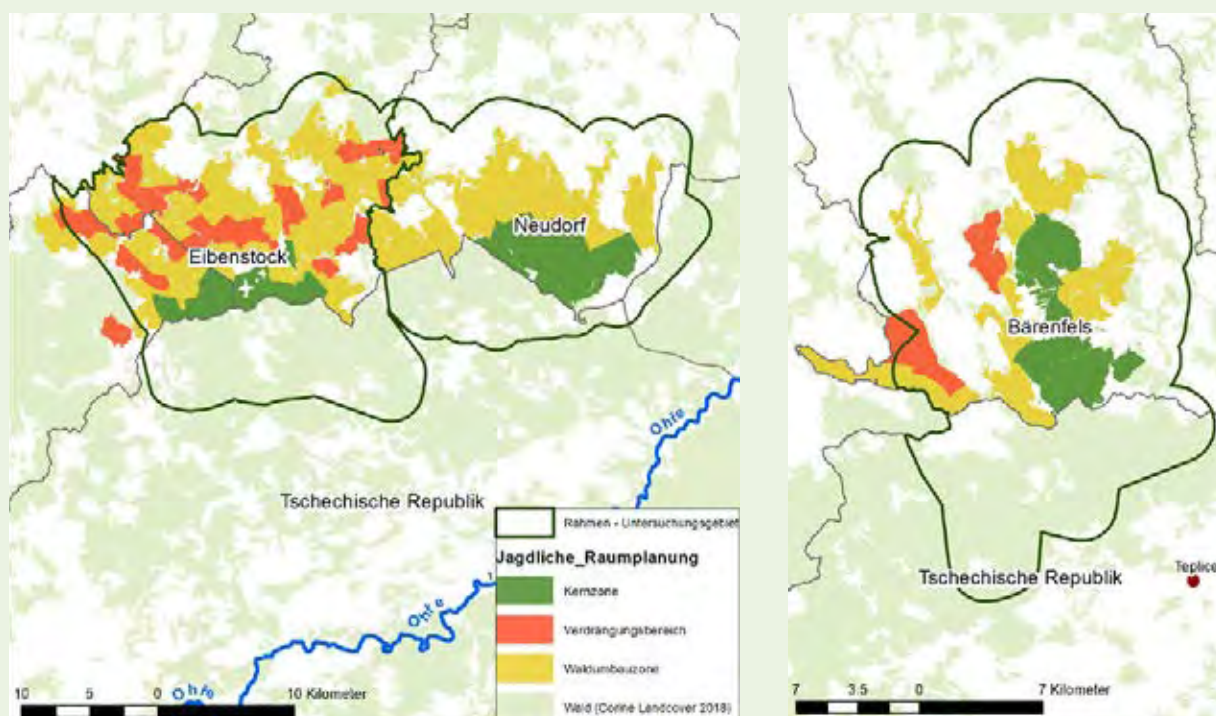 Neudorf
Eibenstock
Ohře
Tschechische Republik
Rahmen - Untersuchungsgebiet
Jagdliche_Raumplanung
Kernzone
Verdrängungsbereich
Ohře
Waldumbauzone
Ohře
Wald (Corine Landcover 2018)
10 5 0 10 Kilometer
Bärenfels
Tschechische Republik
Teplice
7 3.5 0 7 Kilometer